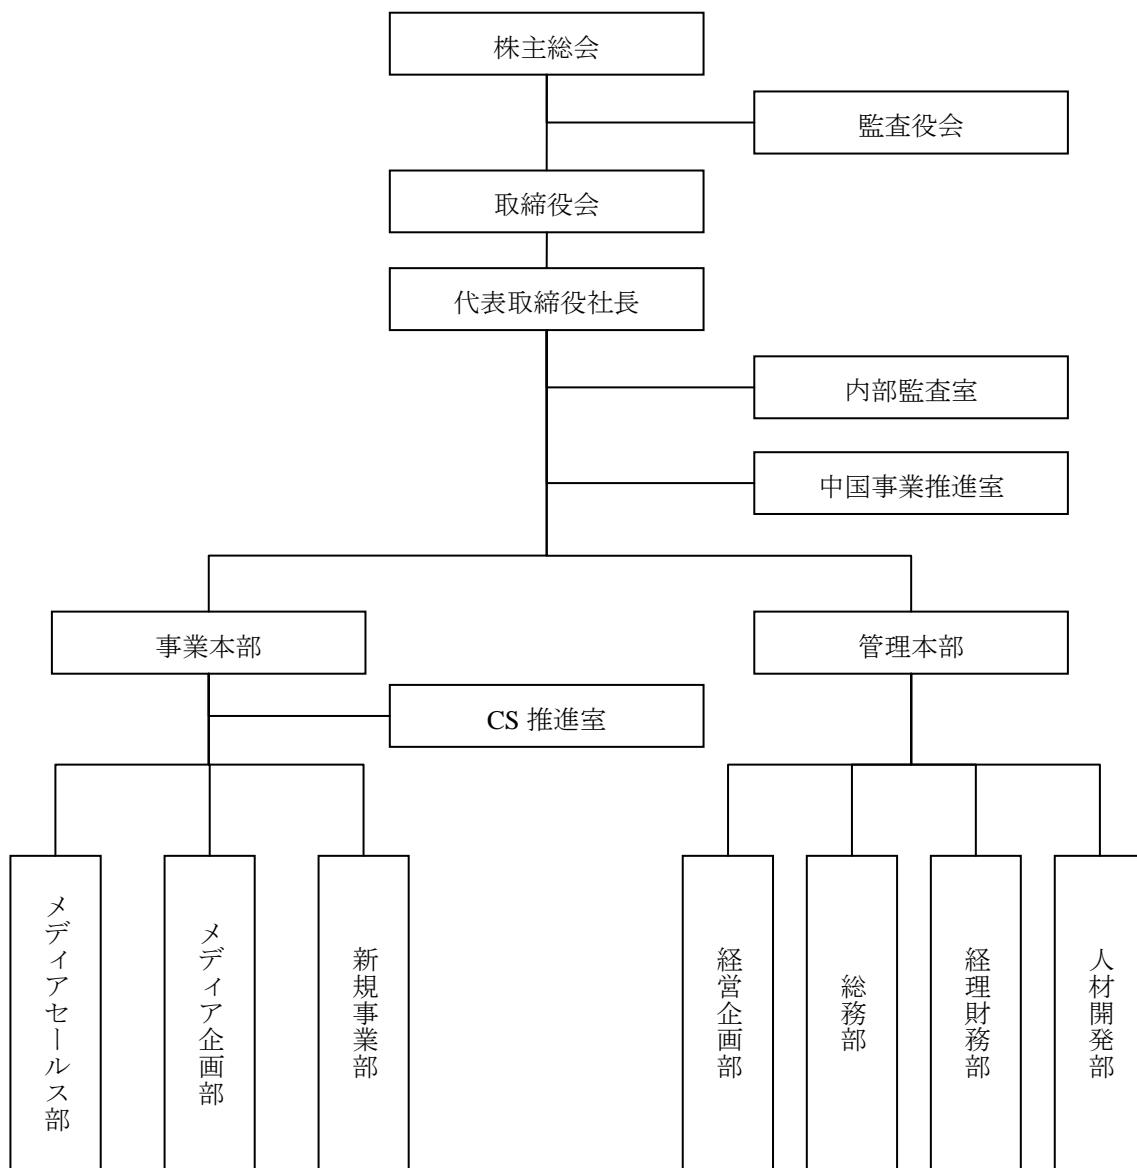 株主総会
監査役会
取締役会
代表取締役社長
内部監査室
中国事業推進室
事業本部
管理本部
CS 推進室
メディアセールス部
メディア企画部
新規事業部
経営企画部
総務部
経理財務部
人材開発部